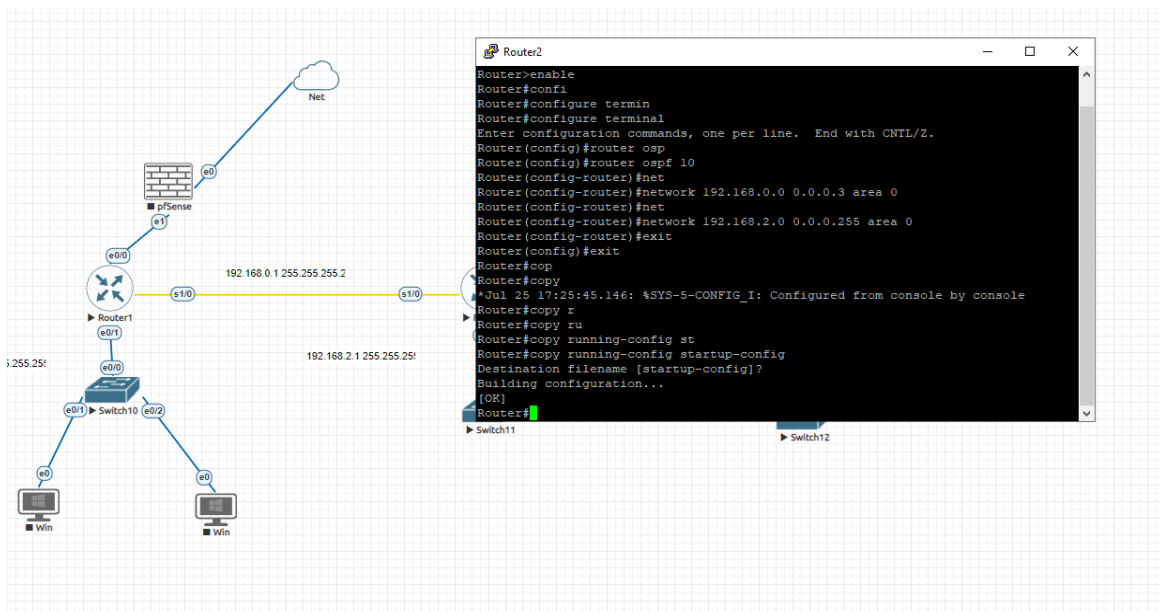 Router2
Router>enable
Router#confi
Router#configure termin
Router#configure terminal
Enter configuration commands, one per line.  End with CNTL/Z.
Router(config)#router osp
Router(config)#router ospf 10
Router(config-router)#net
Router(config-router)#network 192.168.0.0 0.0.0.3 area 0
Router(config-router)#net
Router(config-router)#network 192.168.2.0 0.0.0.255 area 0
Router(config-router)#exit
Router(config)#exit
Router#cop
Router#copy
*Jul 25 17:25:45.146: %SYS-5-CONFIG_I: Configured from console by console
Router#copy r
Router#copy ru
Router#copy running-config st
Router#copy running-config startup-config
Destination filename [startup-config]?
Building configuration...
[OK]
Router#
Net
e0
pfSense
e1
e0/0
192.168.0.1 255.255.255.2
s1/0
s1/0
Router1
e0/1
192.168.2.1 255.255.25
.255.25
e0/0
e0/1
Switch10
e0/2
Switch11
Switch12
e0
e0
Win
Win